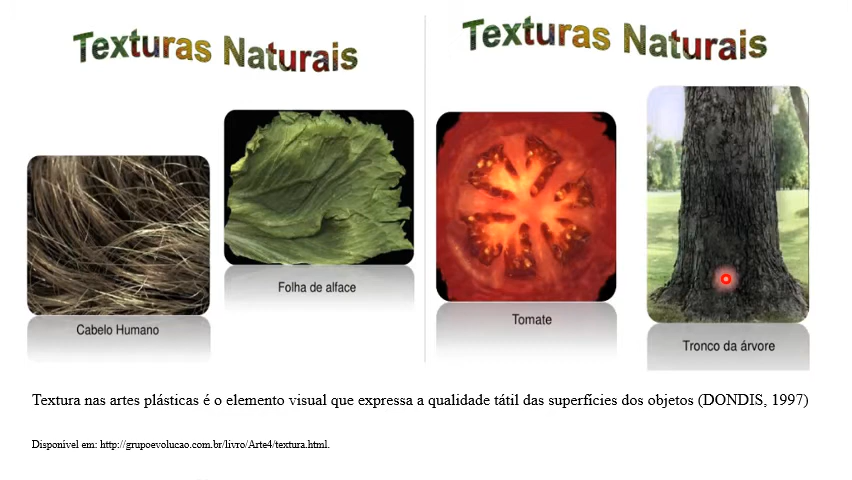 Texturas Naturais
Texturas Naturais
Cabelo Humano
Folha de alface
Tomate
Tronco da árvore
Textura nas artes plásticas é o elemento visual que expressa a qualidade tátil das superfícies dos objetos (DONDIS, 1997)
Disponível em: http://grupoevolucao.com.br/livro/Arte4/textura.html.